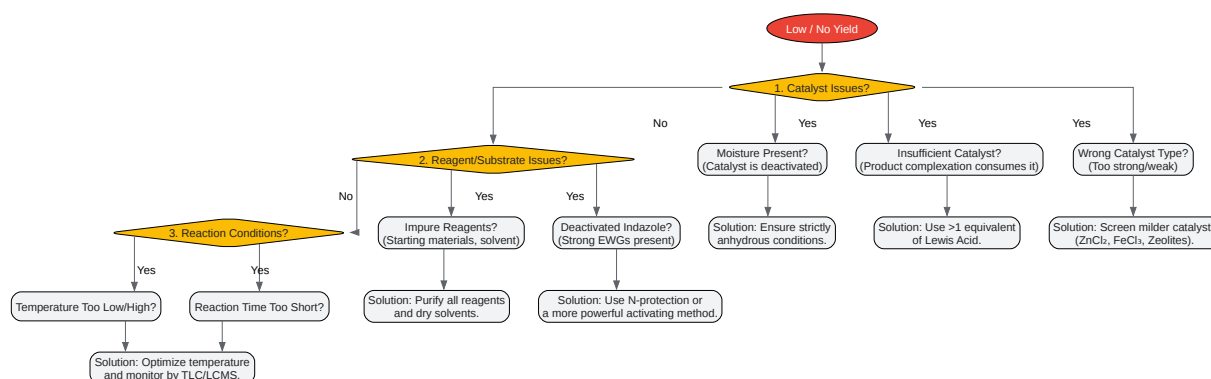 Low / No Yield
1. Catalyst Issues?
No
Yes
Yes
Yes
2. Reagent/Substrate Issues?
Moisture Present?
(Catalyst is deactivated)
Insufficient Catalyst?
(Product complexation consumes it)
Wrong Catalyst Type?
(Too strong/weak)
No
Yes
Yes
3. Reaction Conditions?
Impure Reagents?
(Starting materials, solvent)
Deactivated Indazole?
(Strong EWGs present)
Solution: Ensure strictly
anhydrous conditions.
Solution: Use >1 equivalent
of Lewis Acid.
Solution: Screen milder catalyst
(ZnCl₂, FeCl₃, Zeolites).
Yes
Yes
Temperature Too Low/High?
Reaction Time Too Short?
Solution: Purify all reagents
and dry solvents.
Solution: Use N-protection or
a more powerful activating method.
Solution: Optimize temperature
and monitor by TLC/LCMS.